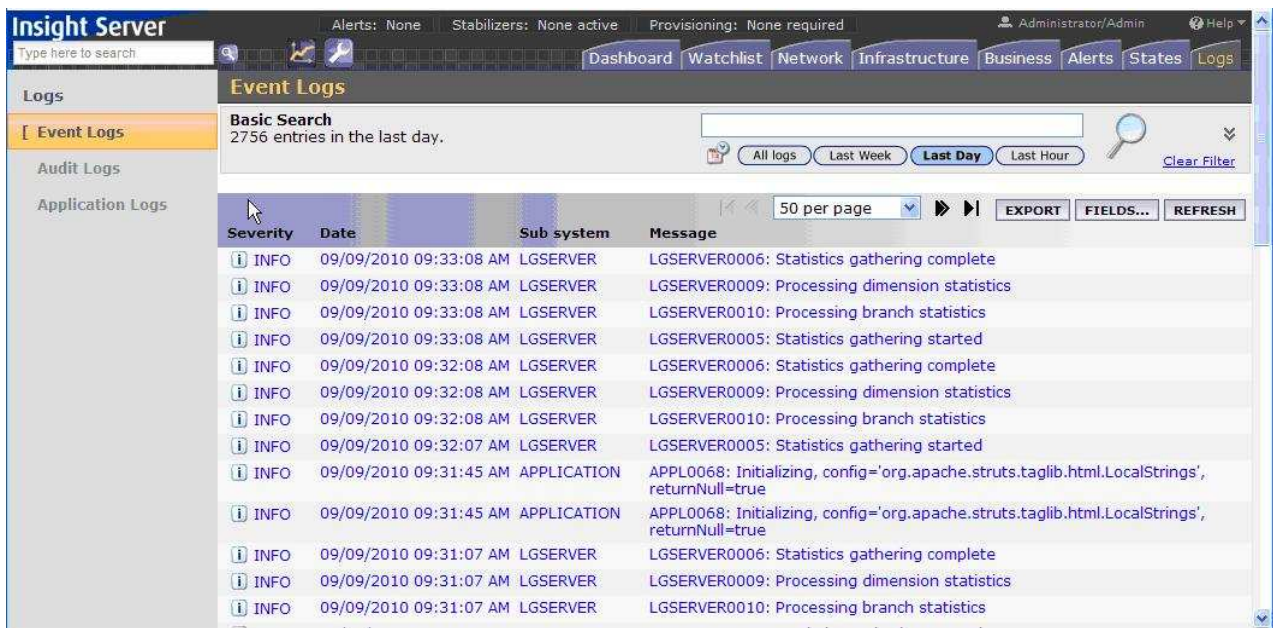 Insight Server
Alerts: None Stabilizers: None active Provisioning: None required Administrator/Admin Help
Type here to search
Dashboard Watchlist Network Infrastructure Business Alerts States Logs
Logs
[ Event Logs
Audit Logs
Application Logs
Event Logs
Basic Search
2756 entries in the last day.
All logs Last Week Last Day Last Hour
Clear Filter
50 per page EXPORT FIELDS... REFRESH
Severity Date Sub system Message
INFO 09/09/2010 09:33:08 AM LGSERVER LGSERVER0006: Statistics gathering complete
INFO 09/09/2010 09:33:08 AM LGSERVER LGSERVER0009: Processing dimension statistics
INFO 09/09/2010 09:33:08 AM LGSERVER LGSERVER0010: Processing branch statistics
INFO 09/09/2010 09:33:08 AM LGSERVER LGSERVER0005: Statistics gathering started
INFO 09/09/2010 09:32:08 AM LGSERVER LGSERVER0006: Statistics gathering complete
INFO 09/09/2010 09:32:08 AM LGSERVER LGSERVER0009: Processing dimension statistics
INFO 09/09/2010 09:32:08 AM LGSERVER LGSERVER0010: Processing branch statistics
INFO 09/09/2010 09:32:07 AM LGSERVER LGSERVER0005: Statistics gathering started
INFO 09/09/2010 09:31:45 AM APPLICATION APPL0068: Initializing, config='org.apache.struts.taglib.html.LocalStrings',
returnNull=true
INFO 09/09/2010 09:31:45 AM APPLICATION APPL0068: Initializing, config='org.apache.struts.taglib.html.LocalStrings',
returnNull=true
INFO 09/09/2010 09:31:07 AM LGSERVER LGSERVER0006: Statistics gathering complete
INFO 09/09/2010 09:31:07 AM LGSERVER LGSERVER0009: Processing dimension statistics
INFO 09/09/2010 09:31:07 AM LGSERVER LGSERVER0010: Processing branch statistics